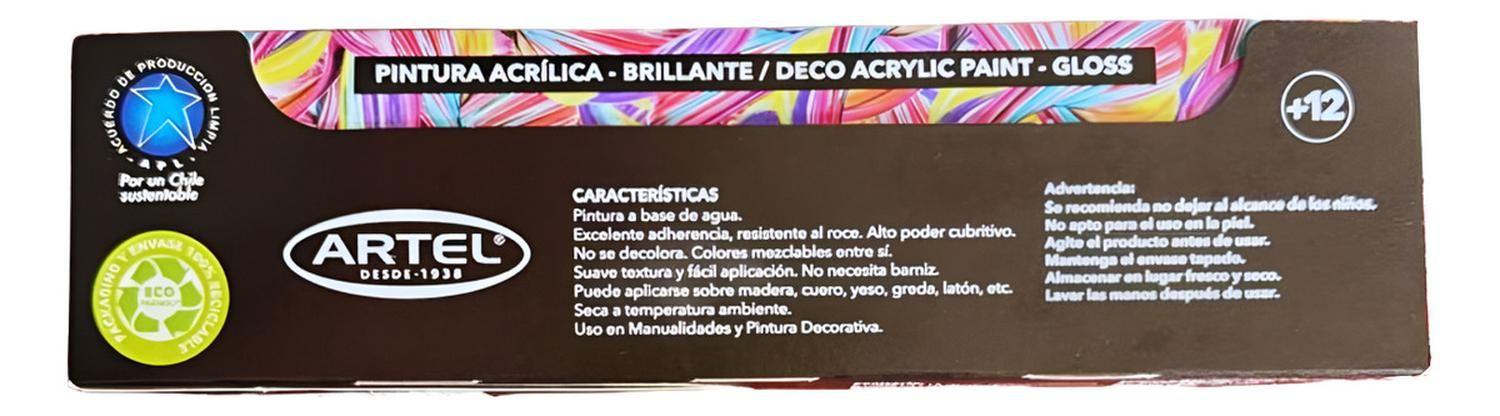 PINTURA ACRÍLICA - BRILLANTE / DECO ACRYLIC PAINT - GLOSS
+12
ACUERDO DE PRODUCCION LIMPIA
- A P L -
Por un Chile
sustentable
PACKAGING Y ENVASE 100% RECICLABLE
ECO
ARTEL®
DESDE-1938
CARACTERÍSTICAS
Pintura a base de agua.
Excelente adherencia, resistente al roce. Alto poder cubritivo.
No se decolora. Colores mezclables entre sí.
Suave textura y fácil aplicación. No necesita barniz.
Puede aplicarse sobre madera, cuero, yeso, greda, latón, etc.
Seca a temperatura ambiente.
Uso en Manualidades y Pintura Decorativa.
Advertencia:
Se recomienda no dejar al alcance de los niños.
No apto para el uso en la piel.
Agite el producto antes de usar.
Mantenga el envase tapado.
Almacenar en lugar fresco y seco.
Lavar las manos después de usar.